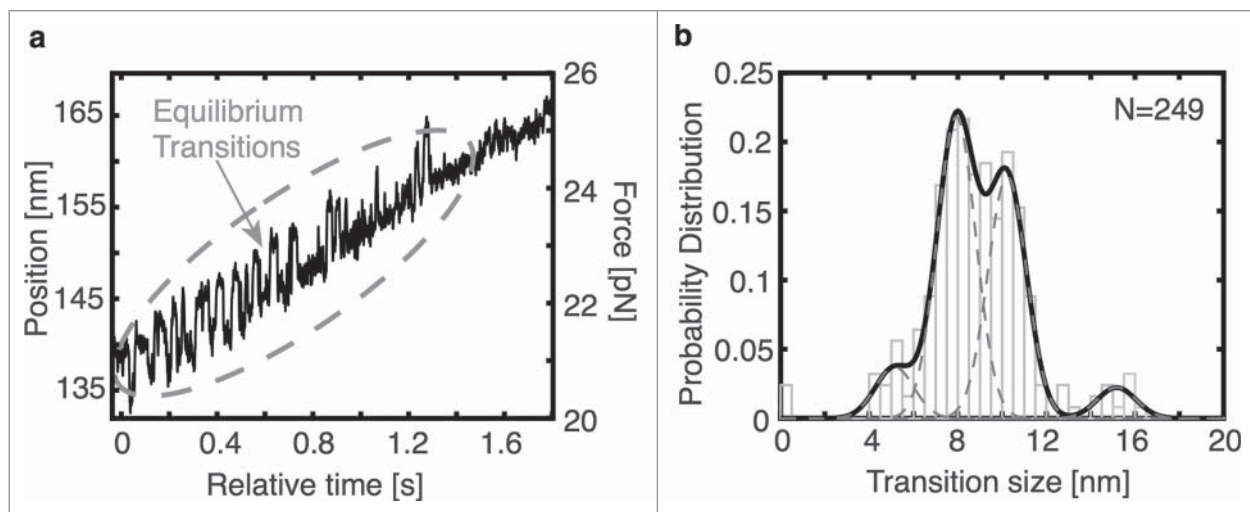 a
Equilibrium
Transitions
Position [nm]
165
155
145
135
26
24
22
20
Force [pN]
0 0.4 0.8 1.2 1.6
Relative time [s]
b
N=249
Probability Distribution
0.25
0.2
0.15
0.1
0.05
0
0 4 8 12 16 20
Transition size [nm]